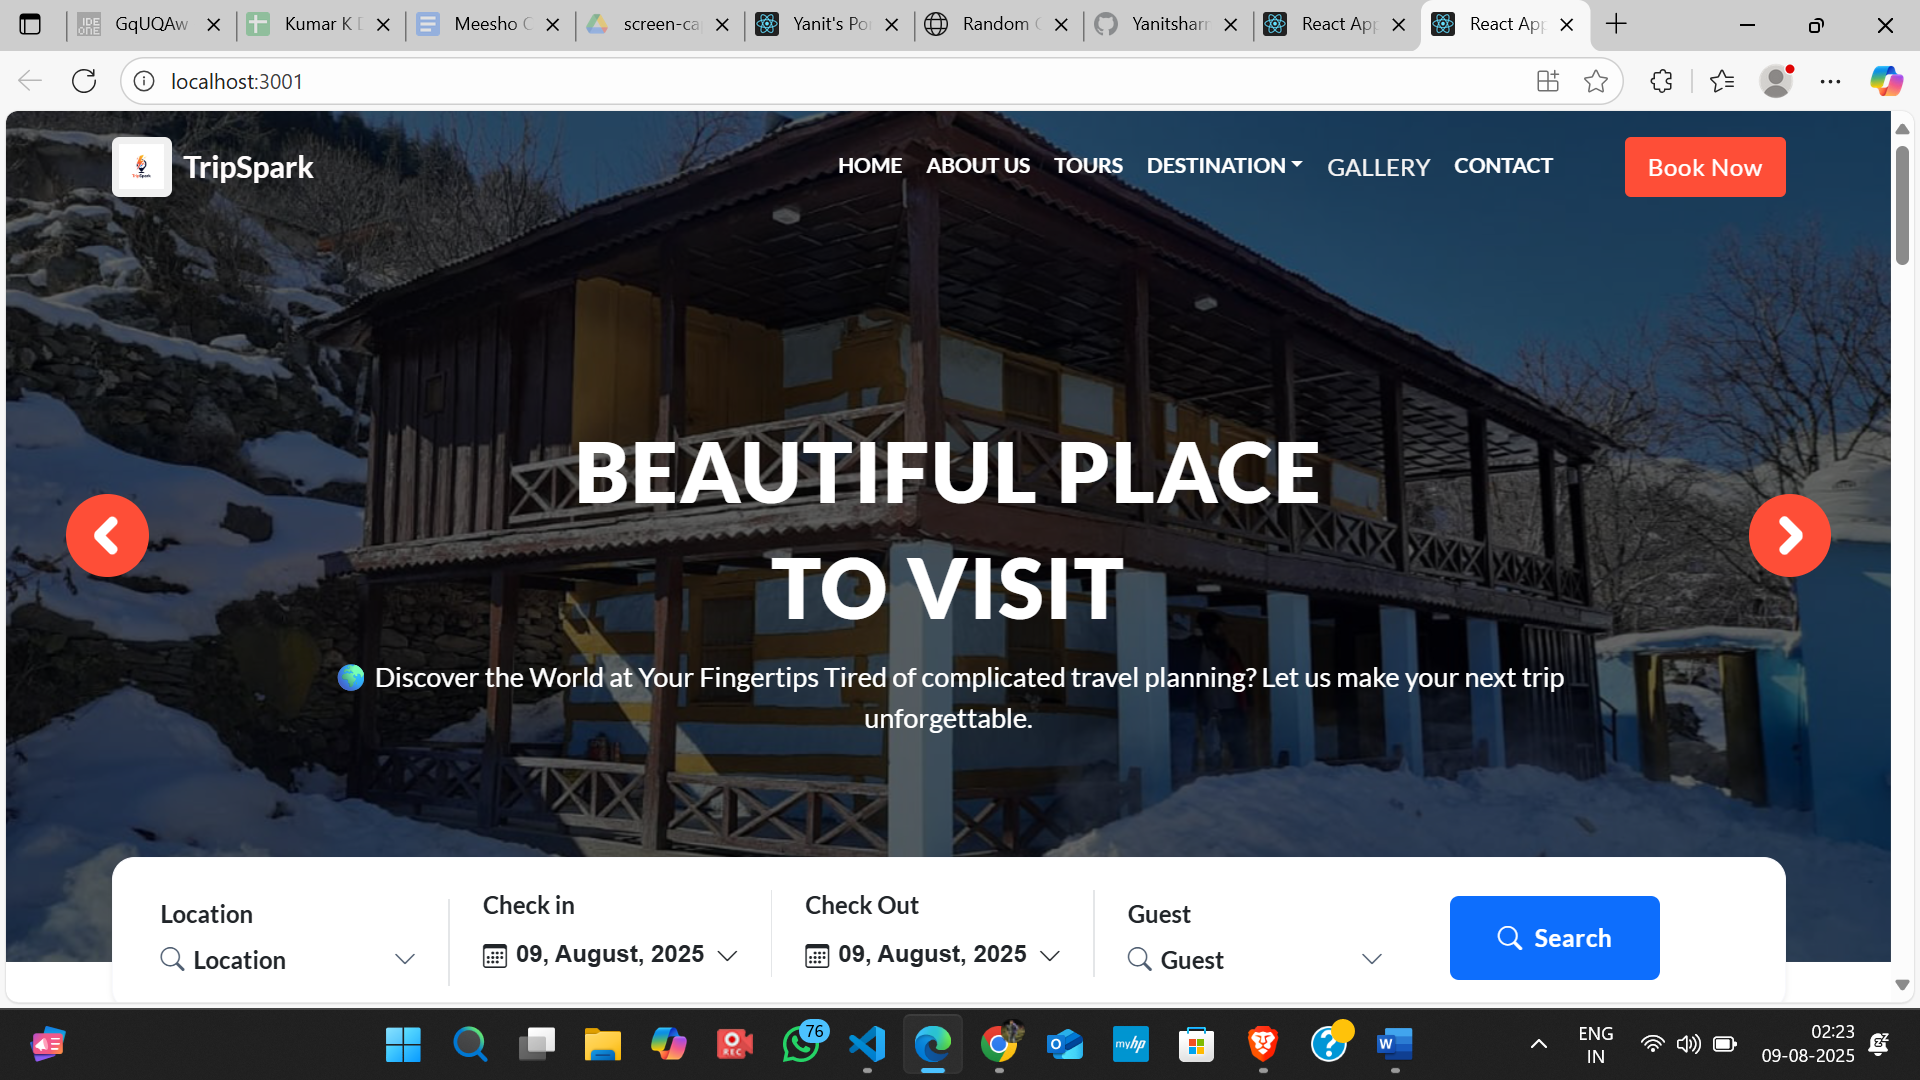 GqUQAw
Kumar K D
Meesho C
screen-ca
Yanit's Po
Random
Yanitshar
React App
React App
localhost:3001
TripSpark
HOME ABOUT US TOURS DESTINATION GALLERY CONTACT
Book Now
BEAUTIFUL PLACE
TO VISIT
Discover the World at Your Fingertips Tired of complicated travel planning? Let us make your next trip
unforgettable.
Location
Location
Check in
09, August, 2025
Check Out
09, August, 2025
Guest
Guest
Search
REC
76
myhp
ENG
IN
02:23
09-08-2025